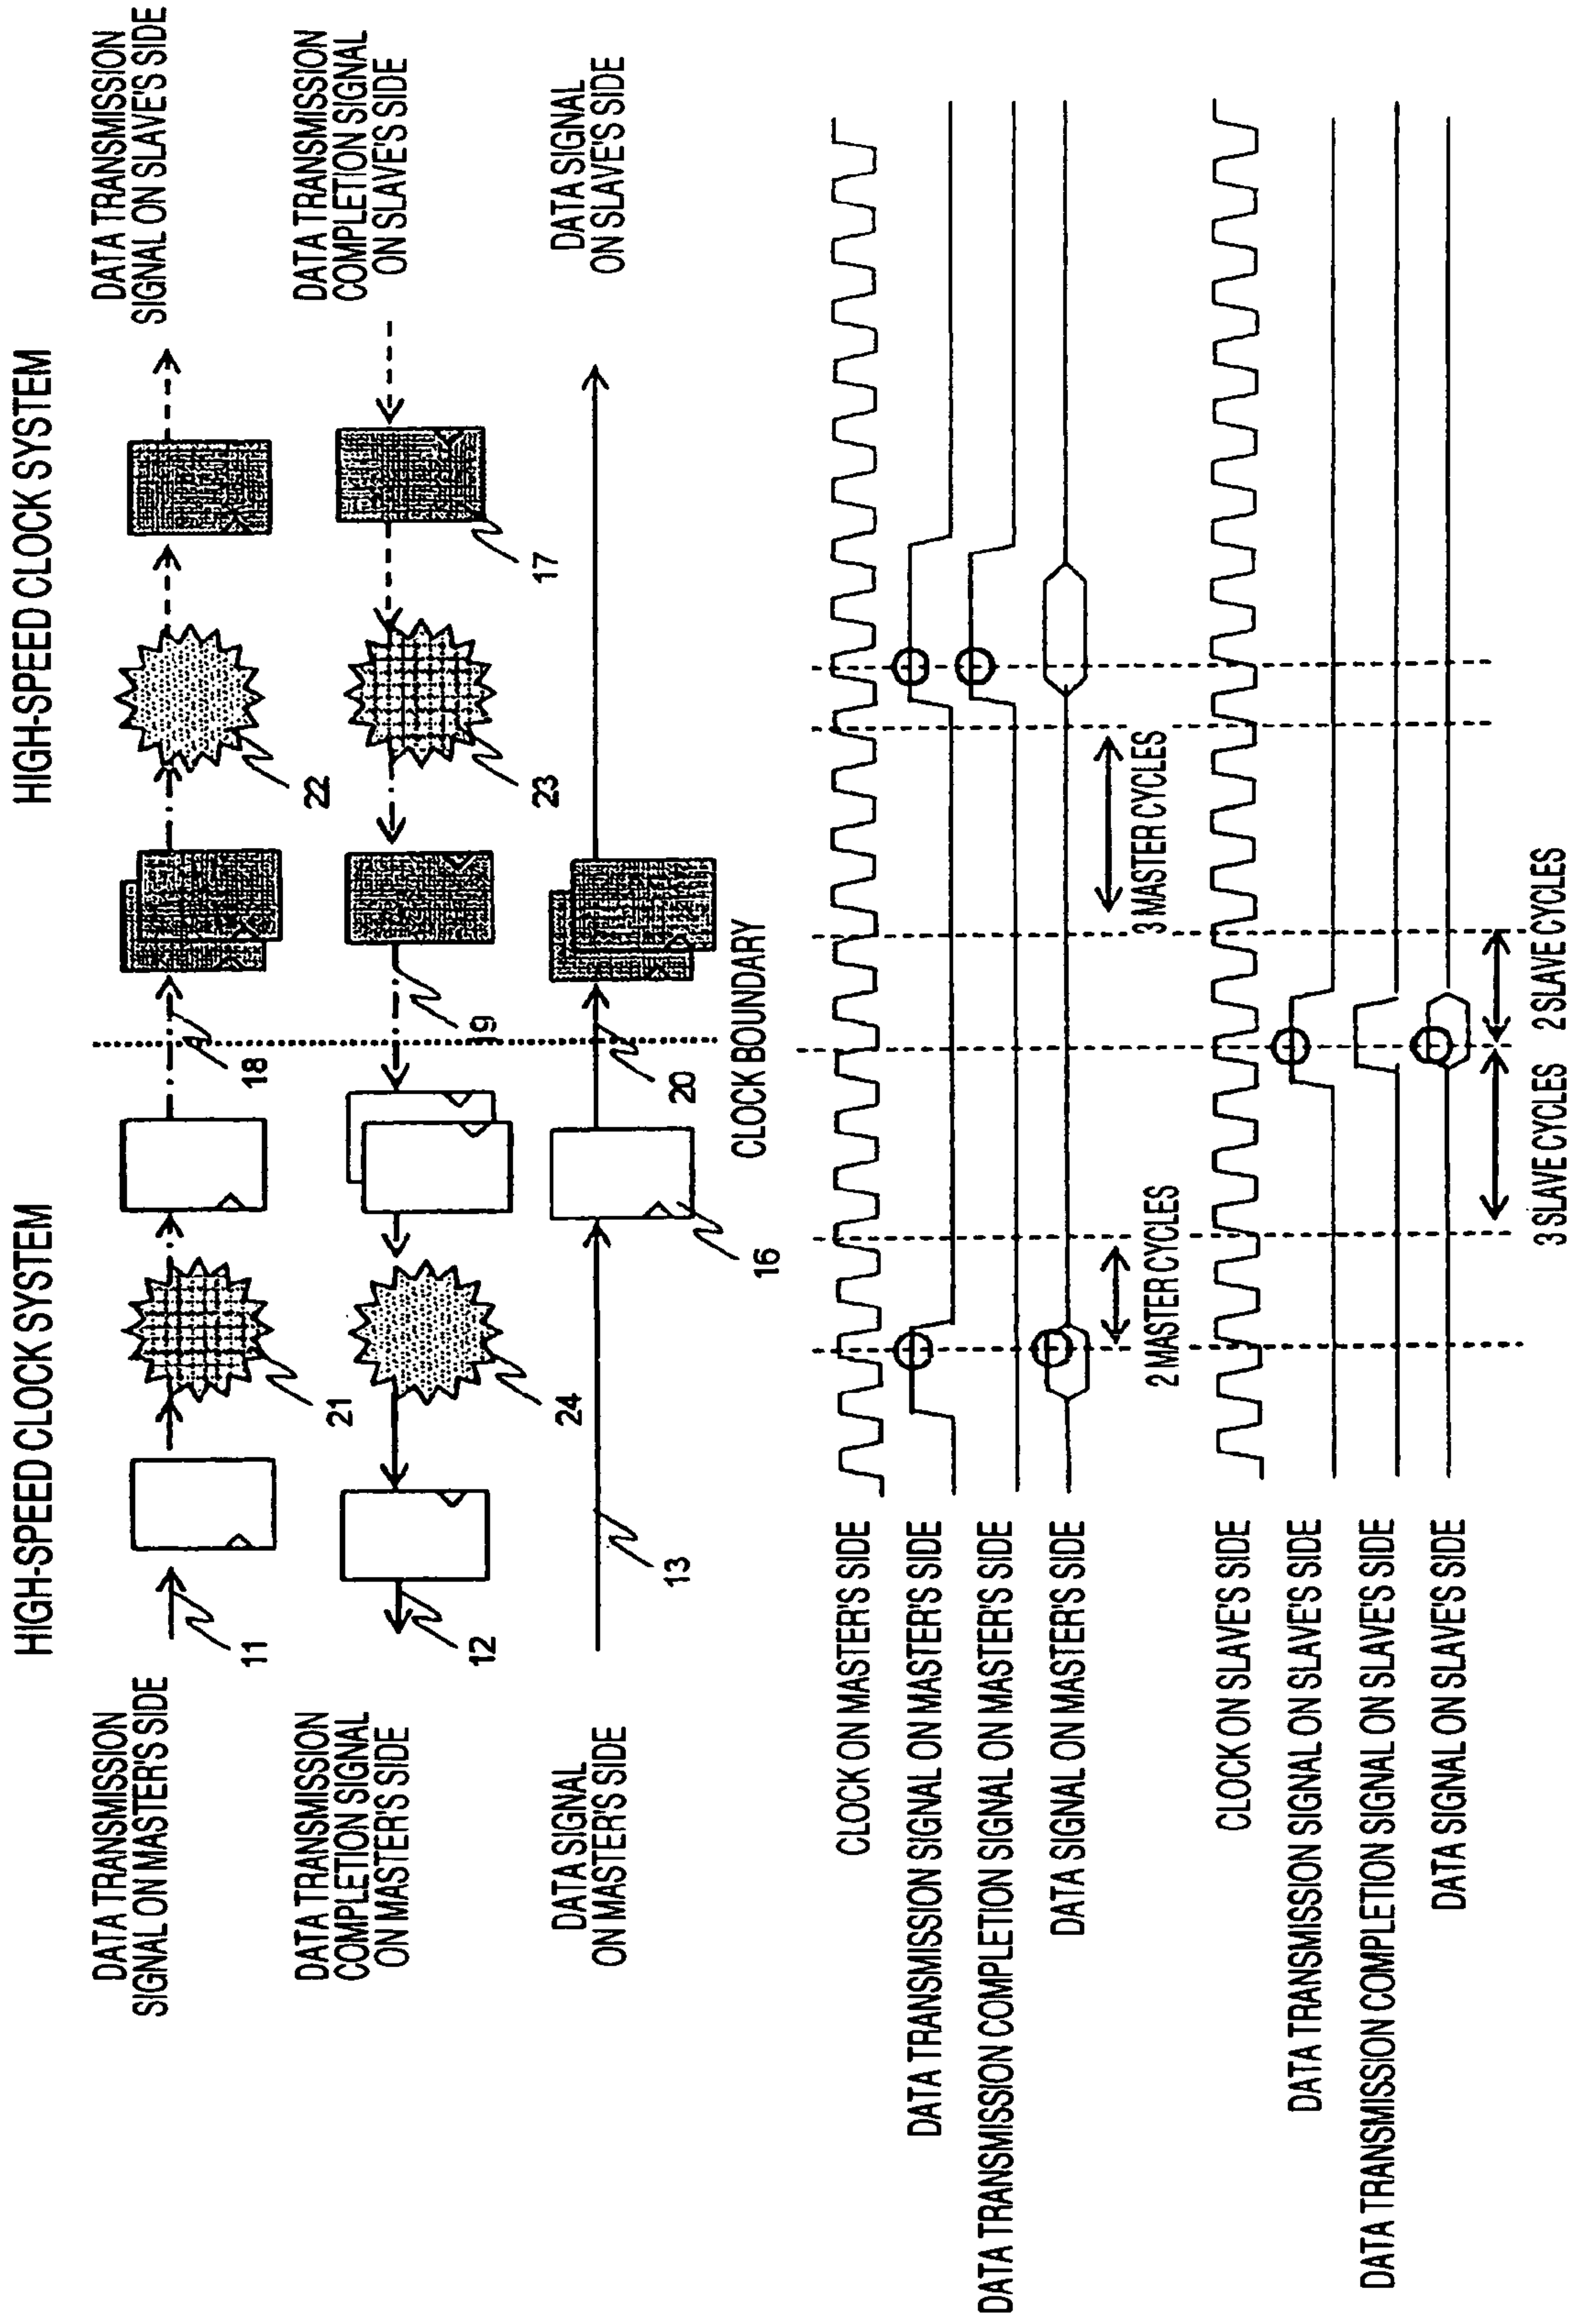 HIGH-SPEED CLOCK SYSTEM
HIGH-SPEED CLOCK SYSTEM
DATA TRANSMISSION
SIGNAL ON MASTER'S SIDE
11
21
18
22
DATA TRANSMISSION
SIGNAL ON SLAVE'S SIDE
DATA TRANSMISSION
COMPLETION SIGNAL
ON MASTER'S SIDE
12
24
19
23
17
DATA TRANSMISSION
COMPLETION SIGNAL
ON SLAVE'S SIDE
DATA SIGNAL
ON MASTER'S SIDE
13
16
20
DATA SIGNAL
ON SLAVE'S SIDE
CLOCK BOUNDARY
CLOCK ON MASTER'S SIDE
DATA TRANSMISSION SIGNAL ON MASTER'S SIDE
DATA TRANSMISSION COMPLETION SIGNAL ON MASTER'S SIDE
DATA SIGNAL ON MASTER'S SIDE
2 MASTER CYCLES
3 MASTER CYCLES
CLOCK ON SLAVE'S SIDE
DATA TRANSMISSION SIGNAL ON SLAVE'S SIDE
DATA TRANSMISSION COMPLETION SIGNAL ON SLAVE'S SIDE
DATA SIGNAL ON SLAVE'S SIDE
3 SLAVE CYCLES
2 SLAVE CYCLES